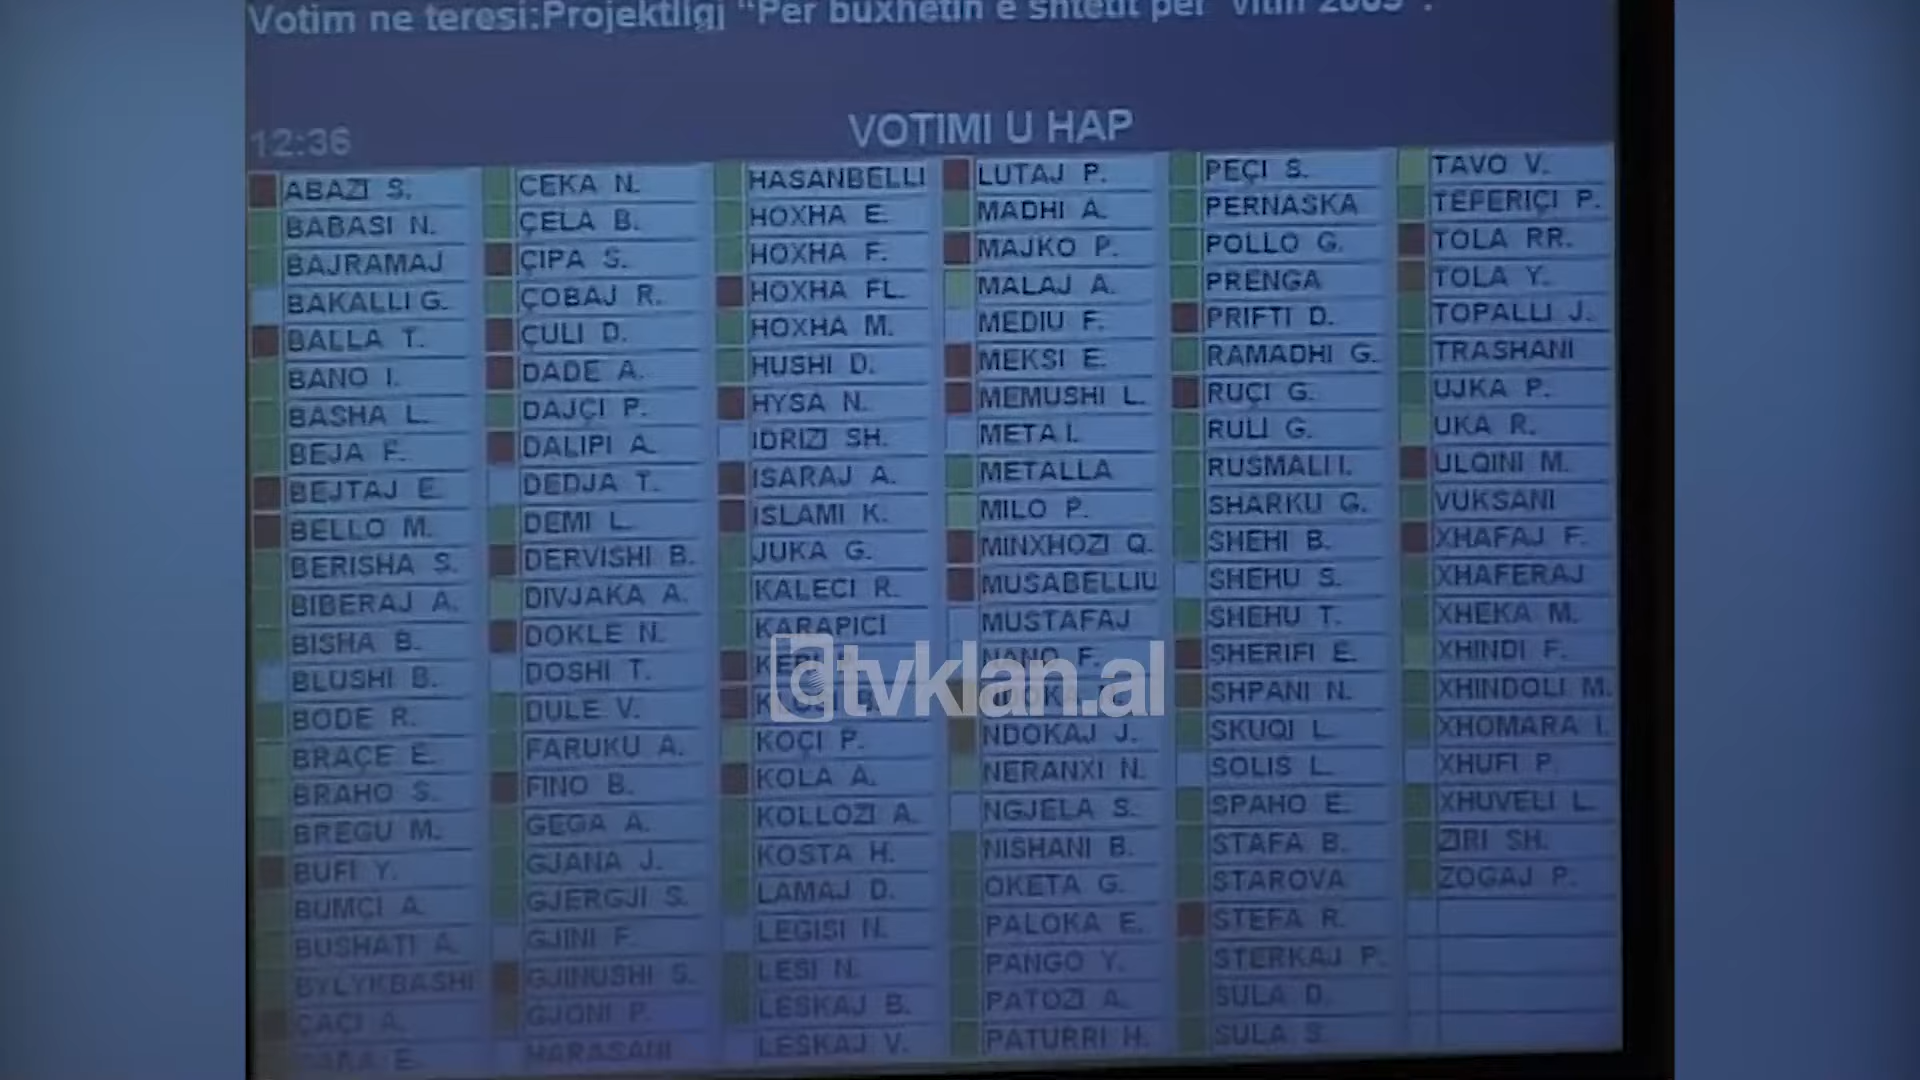 Votim ne teresi:Projektligj "Per buxhetin e shtetit per vitin 2009".
12:36
VOTIMI U HAP
ABAZI S.
BABASI N.
BAJRAMAJ
BAKALLI G.
BALLA T.
BANO I.
BASHA L.
BEJA F.
BEJTAJ E.
BELLO M.
BERISHA S.
BIBERAJ A.
BISHA B.
BLUSHI B.
BODE R.
BRAÇE E.
BRAHO S.
BREGU M.
BUFI Y.
BUMÇI A.
BUSHATI A.
BYLYKBASHI
ÇAÇI A.
E.
CEKA N.
ÇELA B.
ÇIPA S.
ÇOBAJ R.
ÇULI D.
DADE A.
DAJÇI P.
DALIPI A.
DEDJA T.
DEMI L.
DERVISHI B.
DIVJAKA A.
DOKLE N.
DOSHI T.
DULE V.
FARUKU A.
FINO B.
GEGA A.
GJANA J.
GJERGJI S.
GJINI F.
GJINUSHI S.
GJONI P.
HARASANI
HASANBELLI
HOXHA E.
HOXHA F.
HOXHA FL.
HOXHA M.
HUSHI D.
HYSA N.
IDRIZI SH.
ISARAJ A.
ISLAMI K.
JUKA G.
KALECI R.
KARAPICI
KOÇI P.
KOLA A.
KOLLOZI A.
KOSTA H.
LAMAJ D.
LEGISI N.
LESI N.
LESKAJ B.
LESKAJ V.
LUTAJ P.
MADHI A.
MAJKO P.
MALAJ A.
MEDIU F.
MEKSI E.
MEMUSHI L.
META I.
METALLA
MILO P.
MINXHOZI Q.
MUSABELLIU
MUSTAFAJ
NANO F.
NDOKAJ J.
NERANXI N.
NGJELA S.
NISHANI B.
OKETA G.
PALOKA E.
PANGO Y.
PATOZI A.
PATURRI H.
PEÇI S.
PERNASKA
POLLO G.
PRENGA
PRIFTI D.
RAMADHI G.
RUÇI G.
RULI G.
RUSMALI I.
SHARKU G.
SHEHI B.
SHEHU S.
SHEHU T.
SHERIFI E.
SHPANI N.
SKUQI L.
SOLIS L.
SPAHO E.
STAFA B.
STAROVA
STEFA R.
STERKAJ P.
SULA D.
SULA S.
TAVO V.
TEFERIÇI P.
TOLA RR.
TOLA Y.
TOPALLI J.
TRASHANI
UJKA P.
UKA R.
ULQINI M.
VUKSANI
XHAFAJ F.
XHAFERAJ
XHEKA M.
XHINDI F.
XHINDOLI M.
XHOMARA I.
XHUFI P.
XHUVELI L.
ZIRI SH.
ZOGAJ P.
tvklan.al